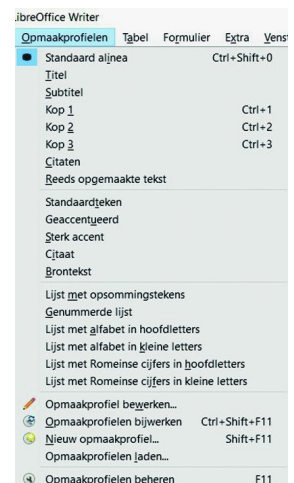 LibreOffice Writer
Opmaakprofielen Tabel Formulier Extra Venst
Standaard alinea Ctrl+Shift+0
Titel
Subtitel
Kop 1 Ctrl+1
Kop 2 Ctrl+2
Kop 3 Ctrl+3
Citaten
Reeds opgemaakte tekst
Standaardteken
Geaccentueerd
Sterk accent
Citaat
Brontekst
Lijst met opsommingstekens
Genummerde lijst
Lijst met alfabet in hoofdletters
Lijst met alfabet in kleine letters
Lijst met Romeinse cijfers in hoofdletters
Lijst met Romeinse cijfers in kleine letters
Opmaakprofiel bewerken...
Opmaakprofielen bijwerken Ctrl+Shift+F11
Nieuw opmaakprofiel... Shift+F11
Opmaakprofielen laden...
Opmaakprofielen beheren F11